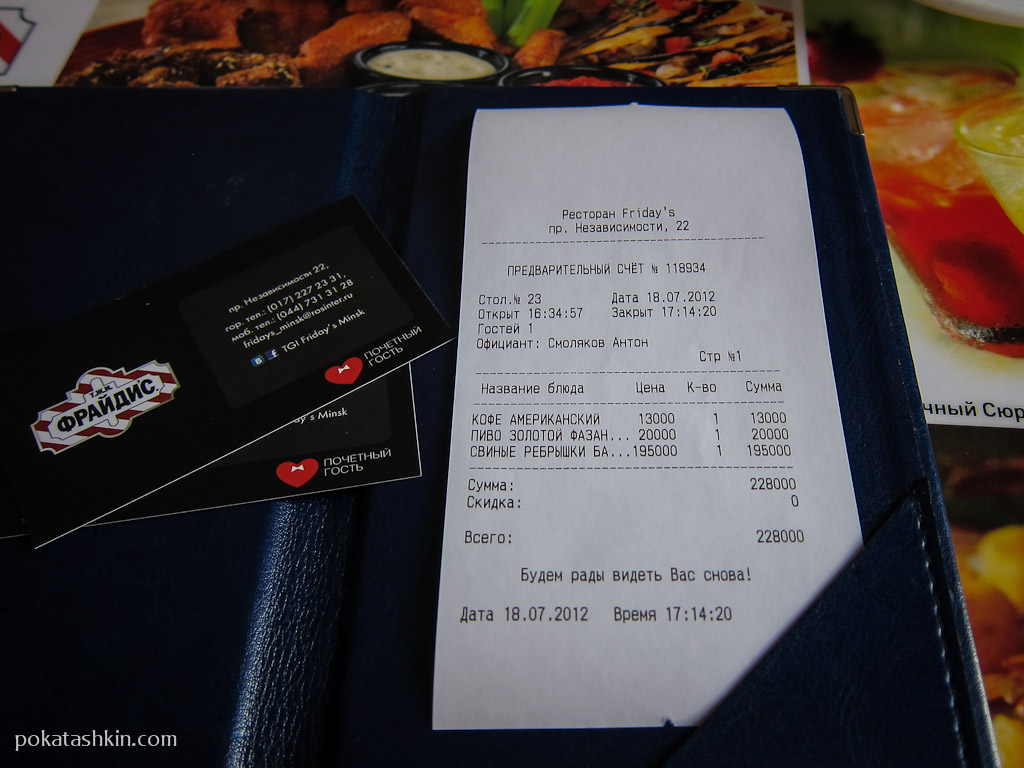 Ресторан Friday's
пр. Независимости, 22
ПРЕДВАРИТЕЛЬНЫЙ СЧЁТ № 118934
Стол.№ 23 Дата 18.07.2012
Открыт 16:34:57 Закрыт 17:14:20
Гостей 1
Официант: Смоляков Антон
Стр №1
Название блюда Цена К-во Сумма
КОФЕ АМЕРИКАНСКИЙ 13000 1 13000
ПИВО ЗОЛОТОЙ ФАЗАН... 20000 1 20000
СВИНЫЕ РЕБРЫШКИ БА...195000 1 195000
Сумма: 228000
Скидка: 0
Всего: 228000
Будем рады видеть Вас снова!
Дата 18.07.2012 Время 17:14:20
пр. Независимости 22,
гор. тел.: (017) 227 23 31,
моб. тел.: (044) 731 31 28
fridays_minsk@rosinter.ru
TGI Friday's Minsk
ПОЧЕТНЫЙ
ГОСТЬ
Т.Ж.И.
ФРАЙДИС.
y's Minsk
ПОЧЕТНЫЙ
ГОСТЬ
чный Сюр
pokatashkin.com